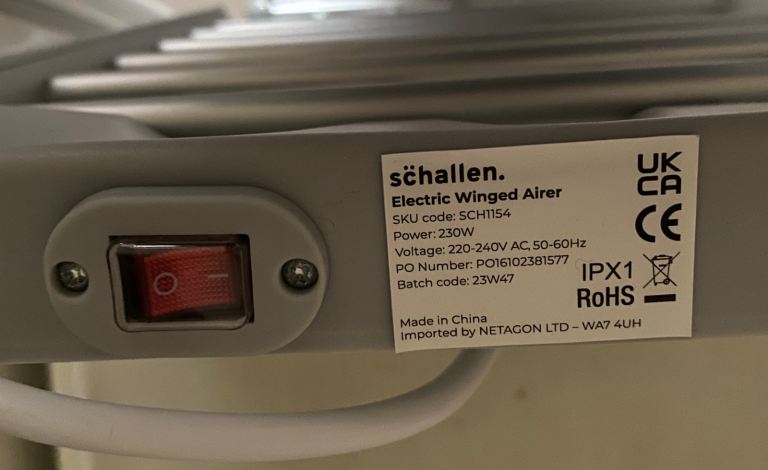 schallen.
Electric Winged Airer
SKU code: SCH1154
Power: 230W
Voltage: 220-240V AC, 50-60Hz
PO Number: PO16102381577
Batch code: 23W47
Made in China
Imported by NETAGON LTD – WA7 4UH
UK
CA
CE
IPX1
RoHS